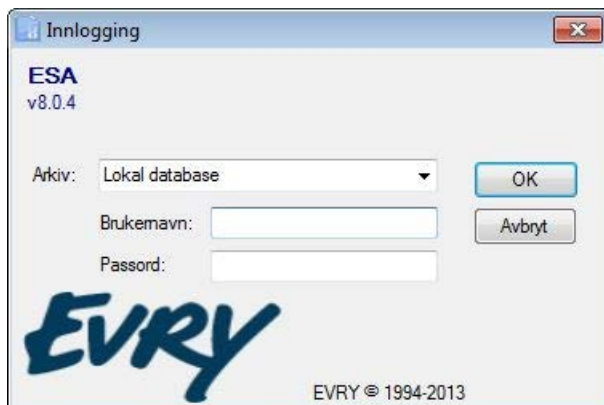 Innlogging
ESA
v8.0.4
Arkiv: Lokal database
OK
Brukernavn:
Avbryt
Passord:
EVRY
EVRY © 1994-2013